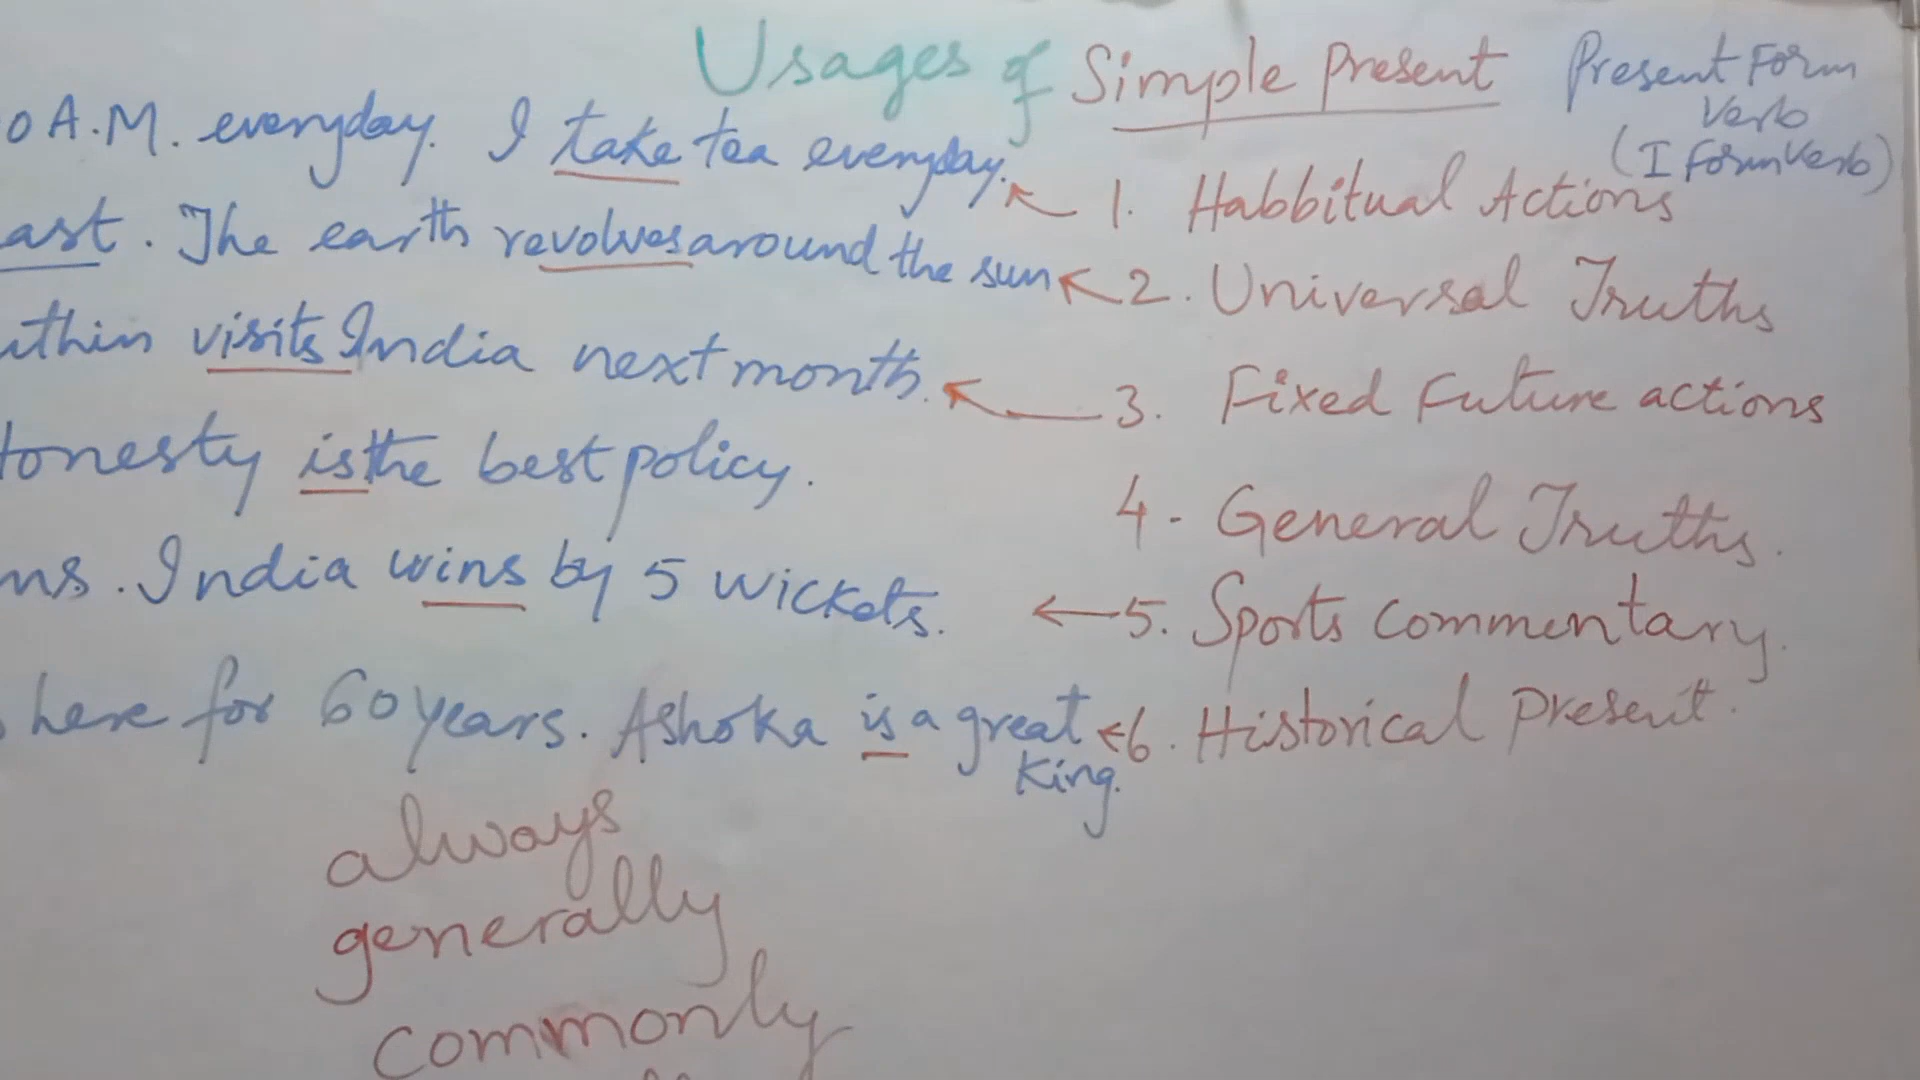 Usages of Simple Present Present Form
Verb
(I form Verb)
0 A.M. everyday. I take tea everyday. 1. Habbitual Actions
ast. The earth revolves around the sun 2. Universal Truths
visits India next month. 3. Fixed Future actions
onesty is the best policy. 4- General Truths.
ns. India wins by 5 wickets. 5. Sports commentary.
here for 60 years. Ashoka is a great 6. Historical present.
king.
always
generally
commonly